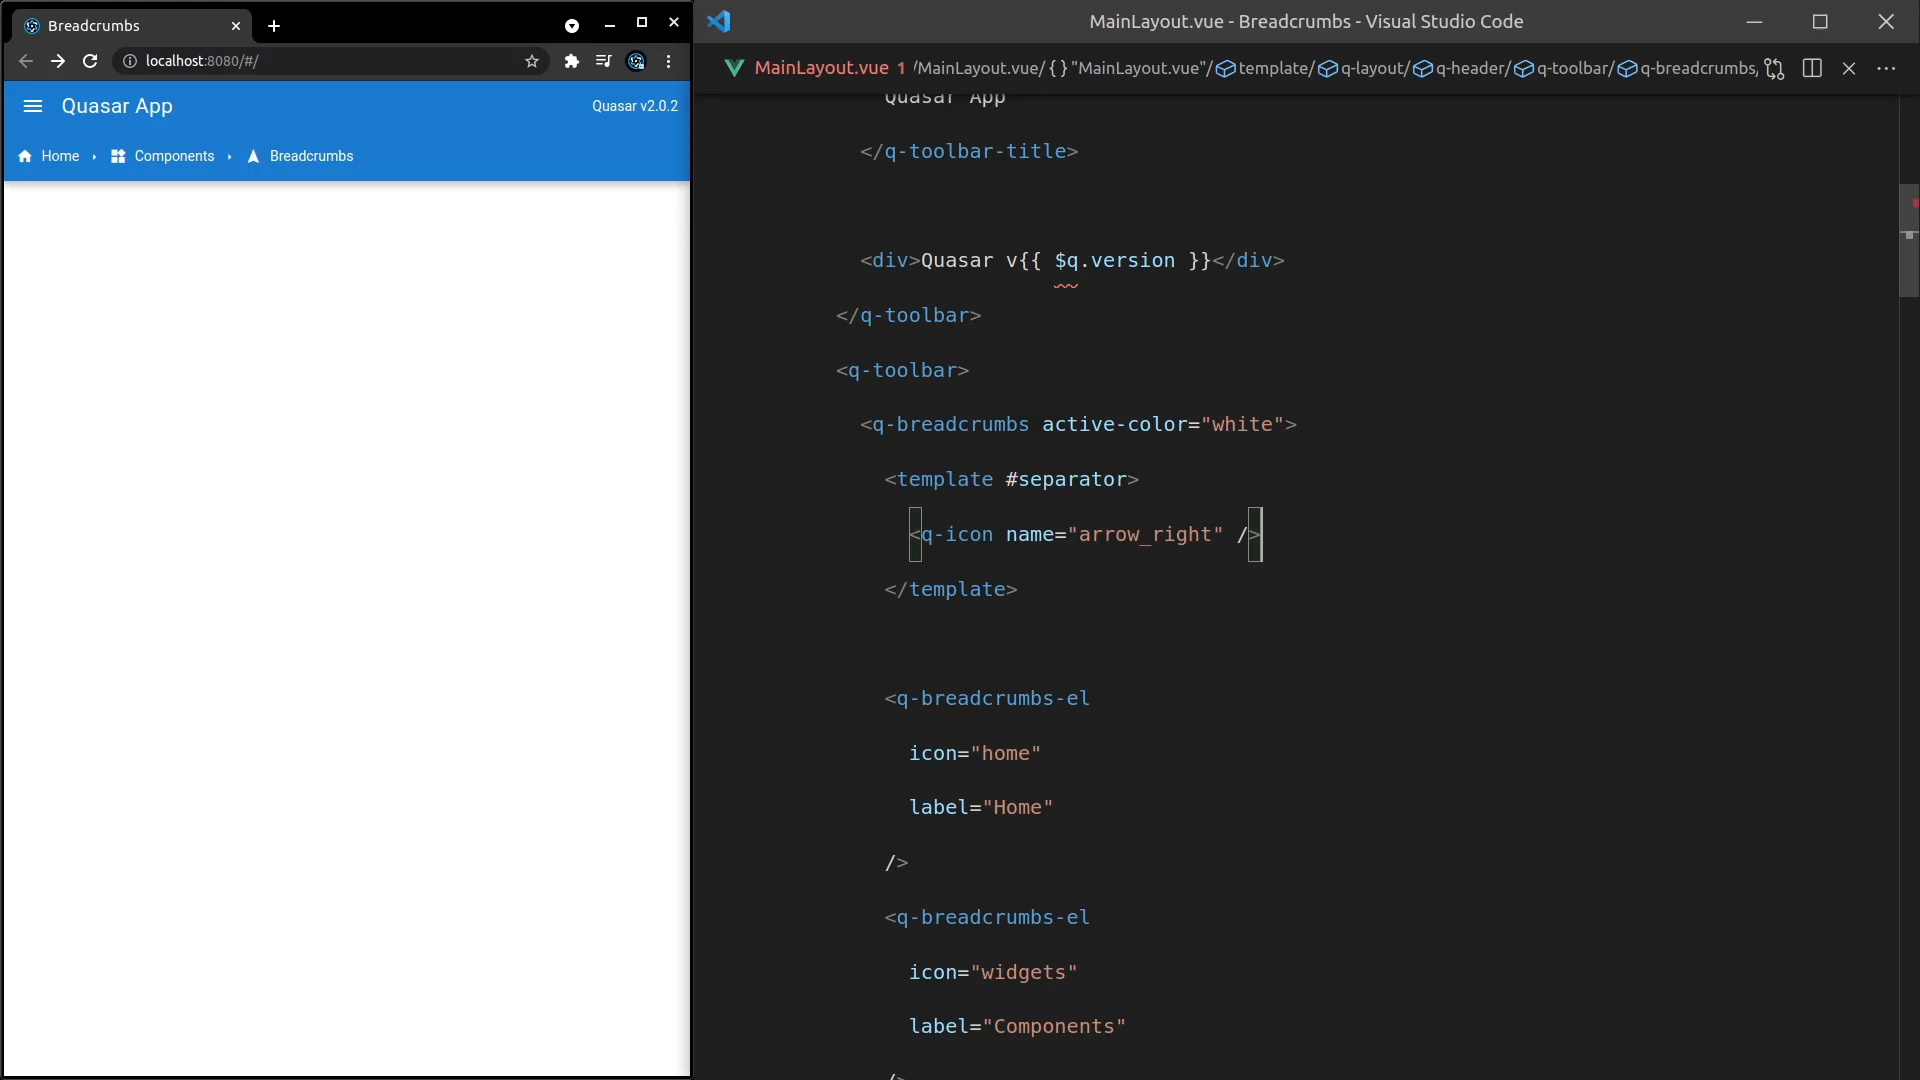 Breadcrumbs
localhost:8080/#/
Quasar App
Quasar v2.0.2
Home
Components
Breadcrumbs
MainLayout.vue - Breadcrumbs - Visual Studio Code
MainLayout.vue 1 /MainLayout.vue/ {} "MainLayout.vue"/ template/ q-layout/ q-header/ q-toolbar/ q-breadcrumbs/
Quasar App
</q-toolbar-title>
<div>Quasar v{{ $q.version }}</div>
</q-toolbar>
<q-toolbar>
<q-breadcrumbs active-color="white">
<template #separator>
<q-icon name="arrow_right" />
</template>
<q-breadcrumbs-el
icon="home"
label="Home"
/>
<q-breadcrumbs-el
icon="widgets"
label="Components"
/>